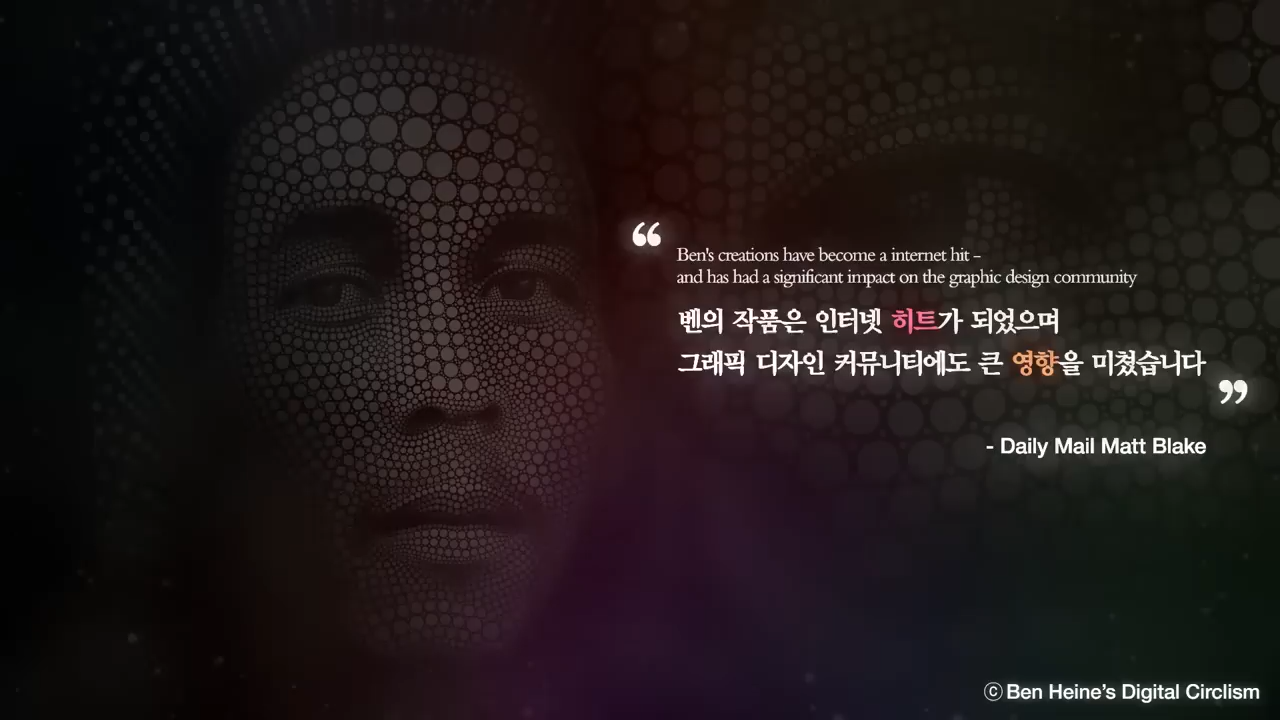 “
Ben's creations have become a internet hit –
and has had a significant impact on the graphic design community
벤의 작품은 인터넷 히트가 되었으며
그래픽 디자인 커뮤니티에도 큰 영향을 미쳤습니다
”
- Daily Mail Matt Blake
ⓒ Ben Heine’s Digital Circlism